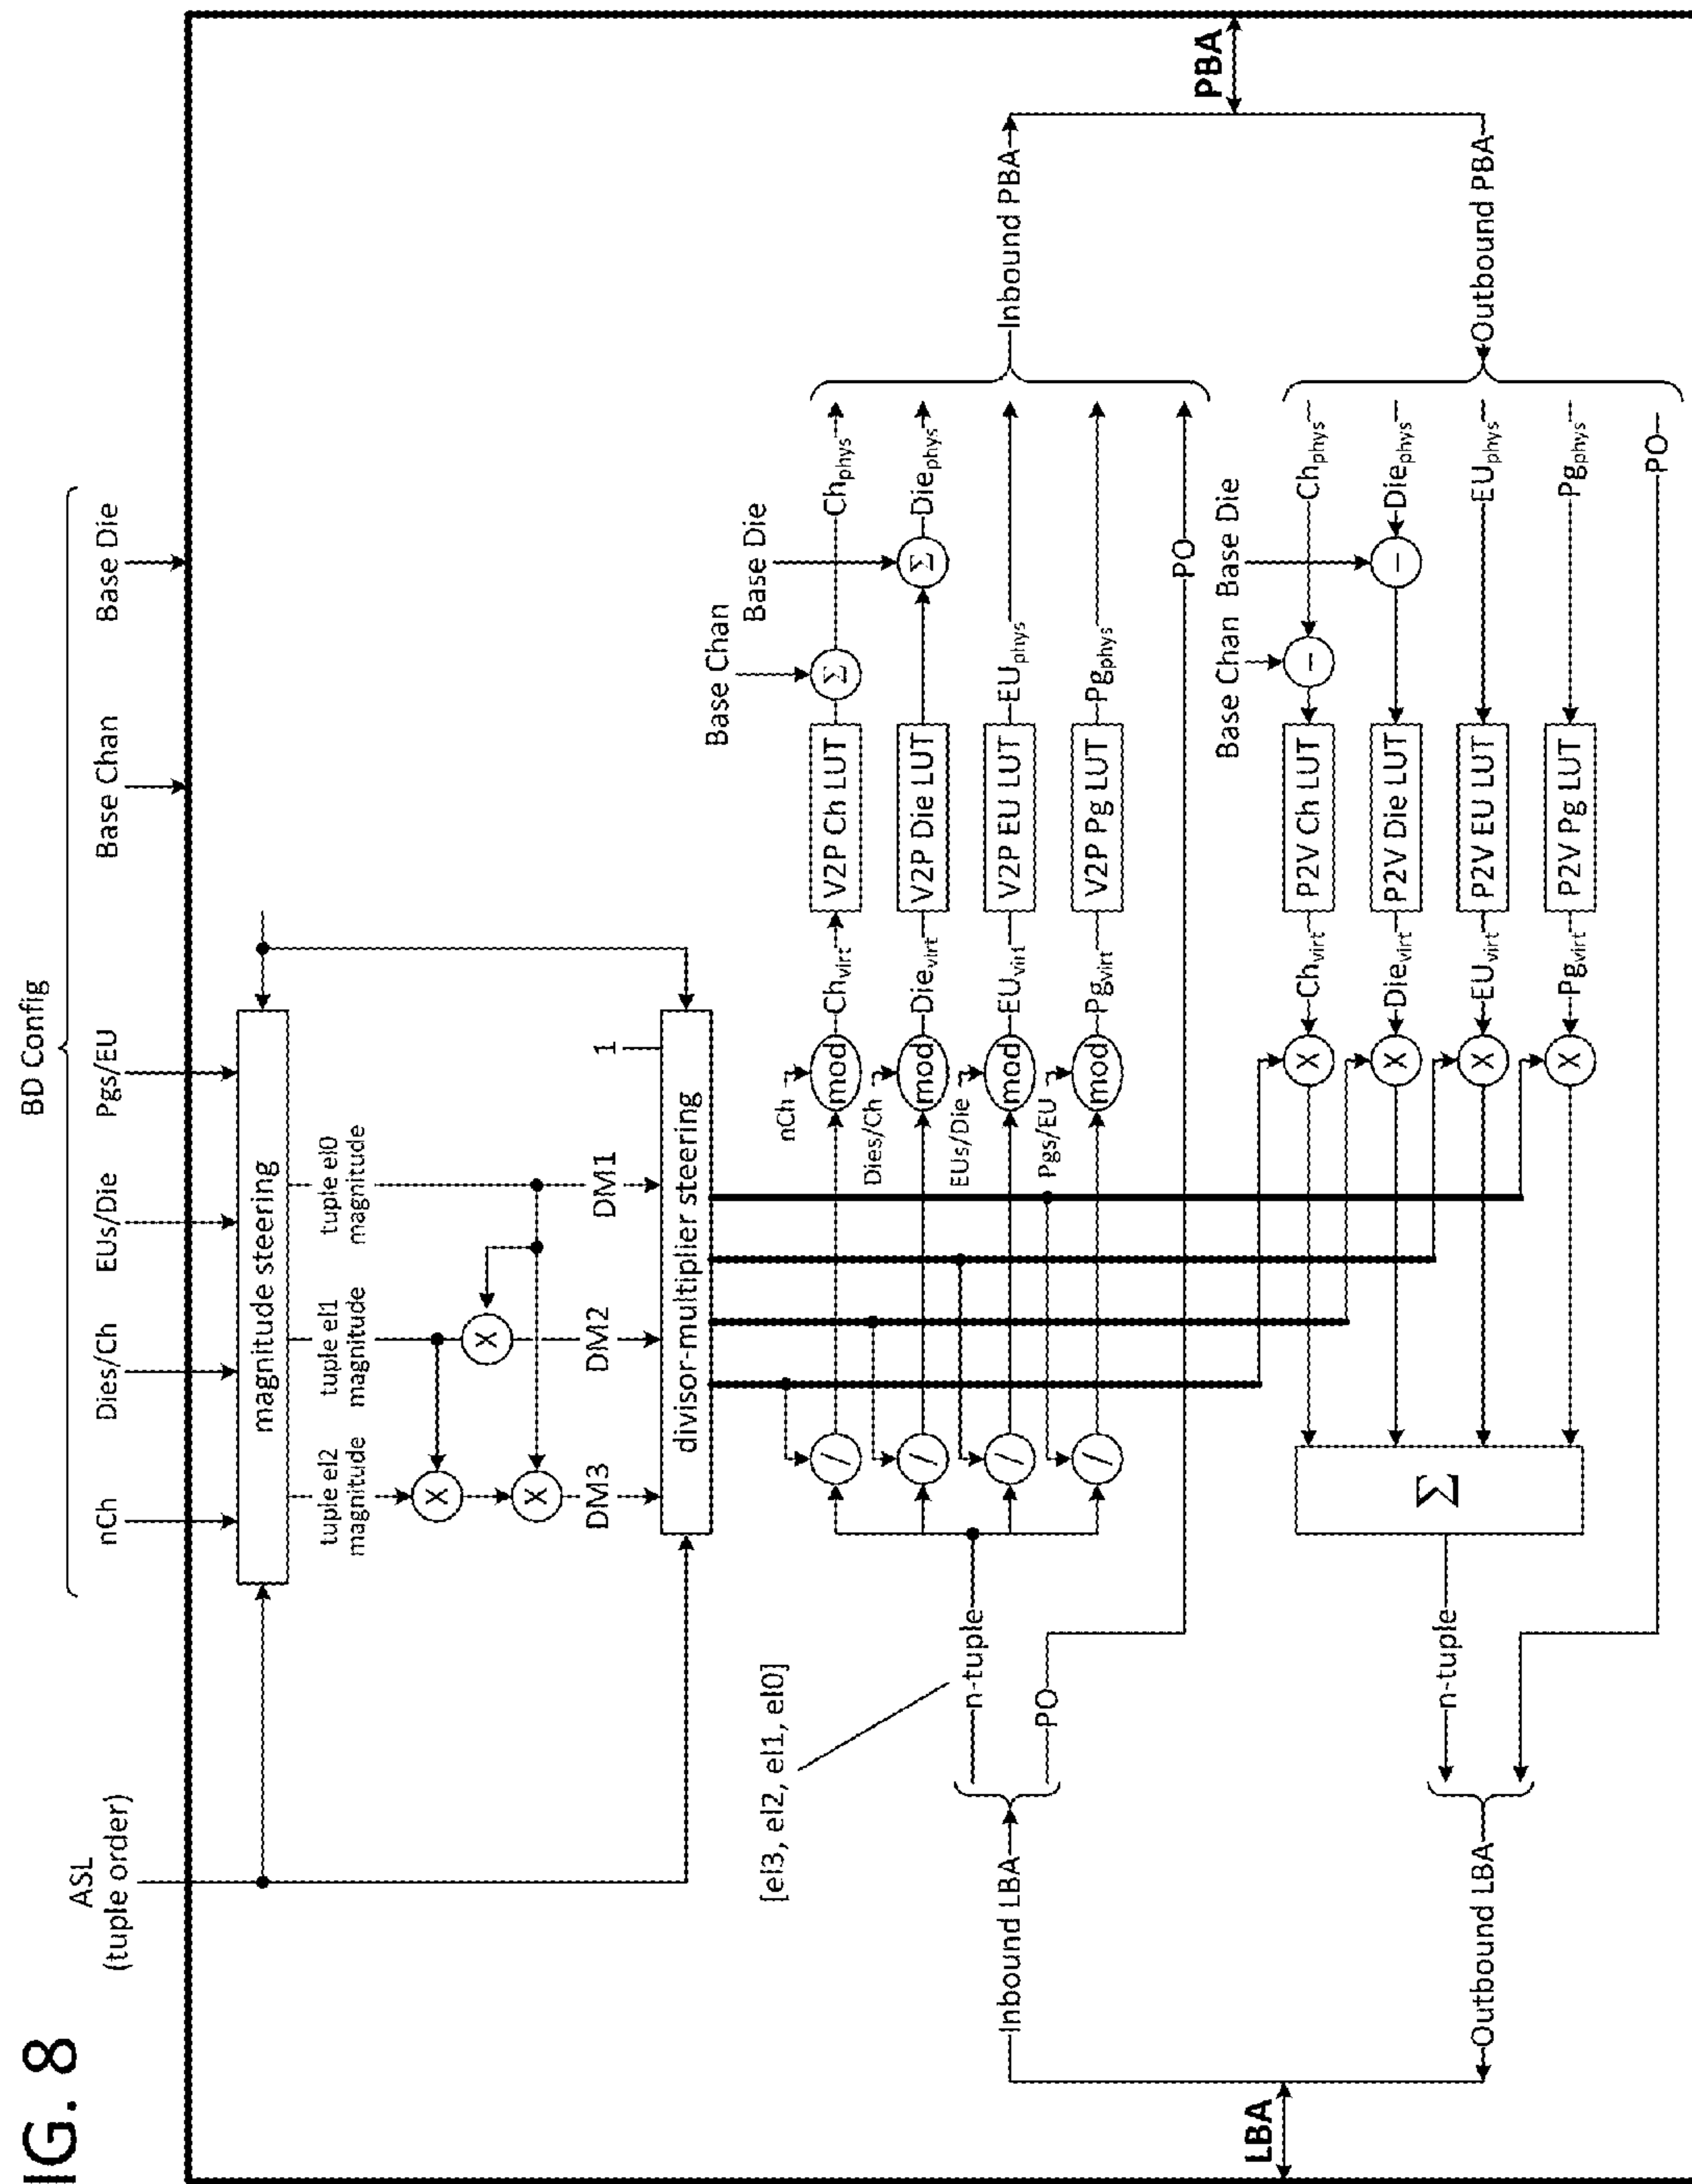 IG. 8
BD Config
ASL
(tuple order)
nCh
Dies/Ch
EUs/Die
Pgs/EU
Base Chan
Base Die
magnitude steering
tuple el2
magnitude
tuple el1
magnitude
tuple el0
magnitude
X
X
X
DM3
DM2
DM1
1
divisor-multiplier steering
[el3, el2, el1, el0]
LBA
Inbound LBA
n-tuple
PO
/
/
/
/
nCh
Dies/Ch
EUs/Die
Pgs/EU
mod
mod
mod
mod
Chvirt
Dievirt
EUvirt
Pgvirt
V2P Ch LUT
V2P Die LUT
V2P EU LUT
V2P Pg LUT
Base Chan
Base Die
Σ
Σ
Chphys
Diephys
EUphys
Pgphys
PO
Inbound PBA
PBA
Outbound LBA
n-tuple
Σ
X
X
X
X
Chvirt
Dievirt
EUvirt
Pgvirt
P2V Ch LUT
P2V Die LUT
P2V EU LUT
P2V Pg LUT
Base Chan
Base Die
−
−
Chphys
Diephys
EUphys
Pgphys
PO
Outbound PBA